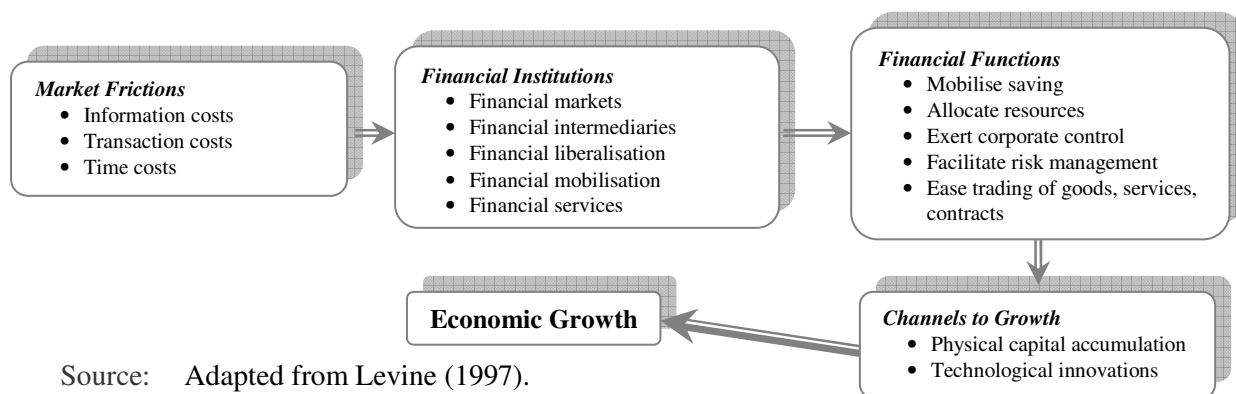 Market Frictions
• Information costs
• Transaction costs
• Time costs
Financial Institutions
• Financial markets
• Financial intermediaries
• Financial liberalisation
• Financial mobilisation
• Financial services
Financial Functions
• Mobilise saving
• Allocate resources
• Exert corporate control
• Facilitate risk management
• Ease trading of goods, services,
contracts
Channels to Growth
• Physical capital accumulation
• Technological innovations
Economic Growth
Source: Adapted from Levine (1997).